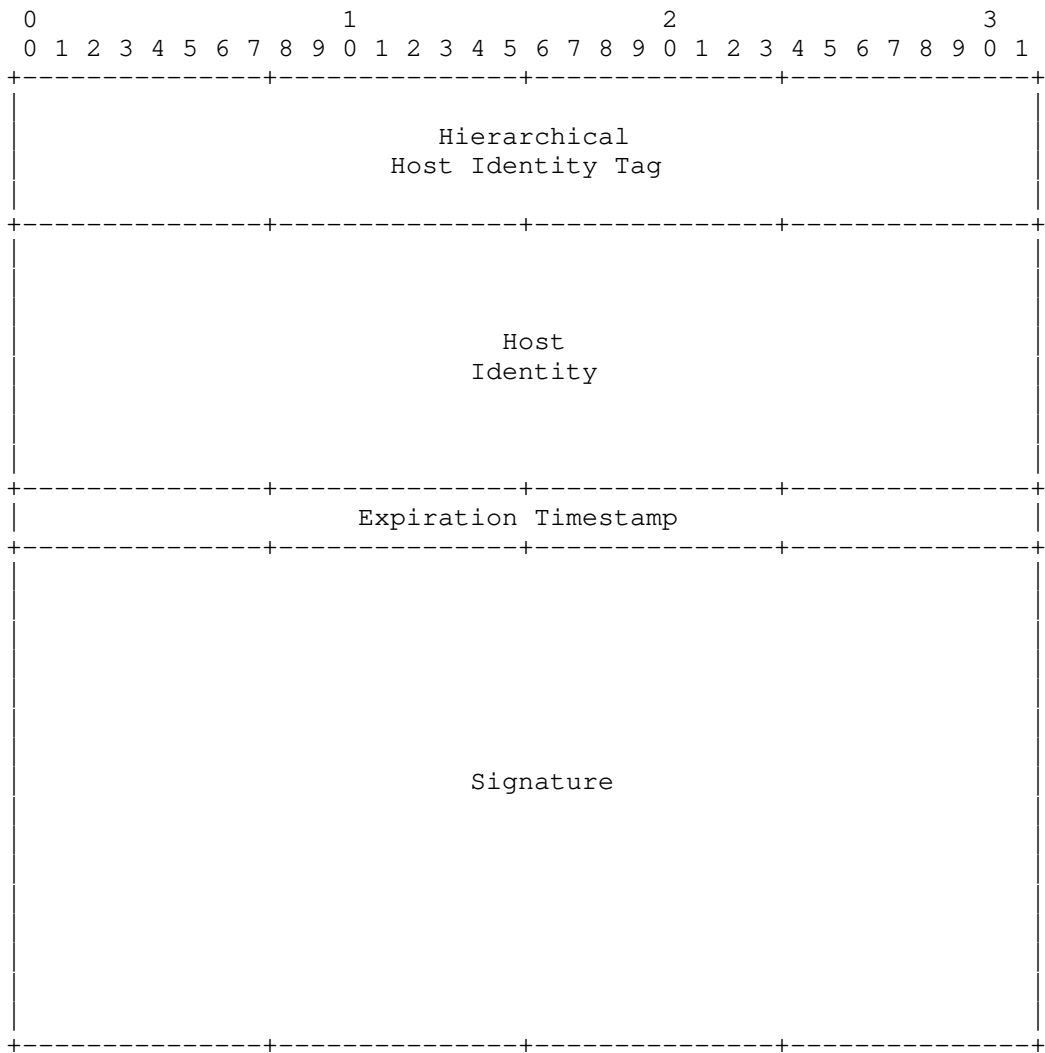 0                   1                   2                   3
0 1 2 3 4 5 6 7 8 9 0 1 2 3 4 5 6 7 8 9 0 1 2 3 4 5 6 7 8 9 0 1
Hierarchical
Host Identity Tag
Host
Identity
Expiration Timestamp
Signature